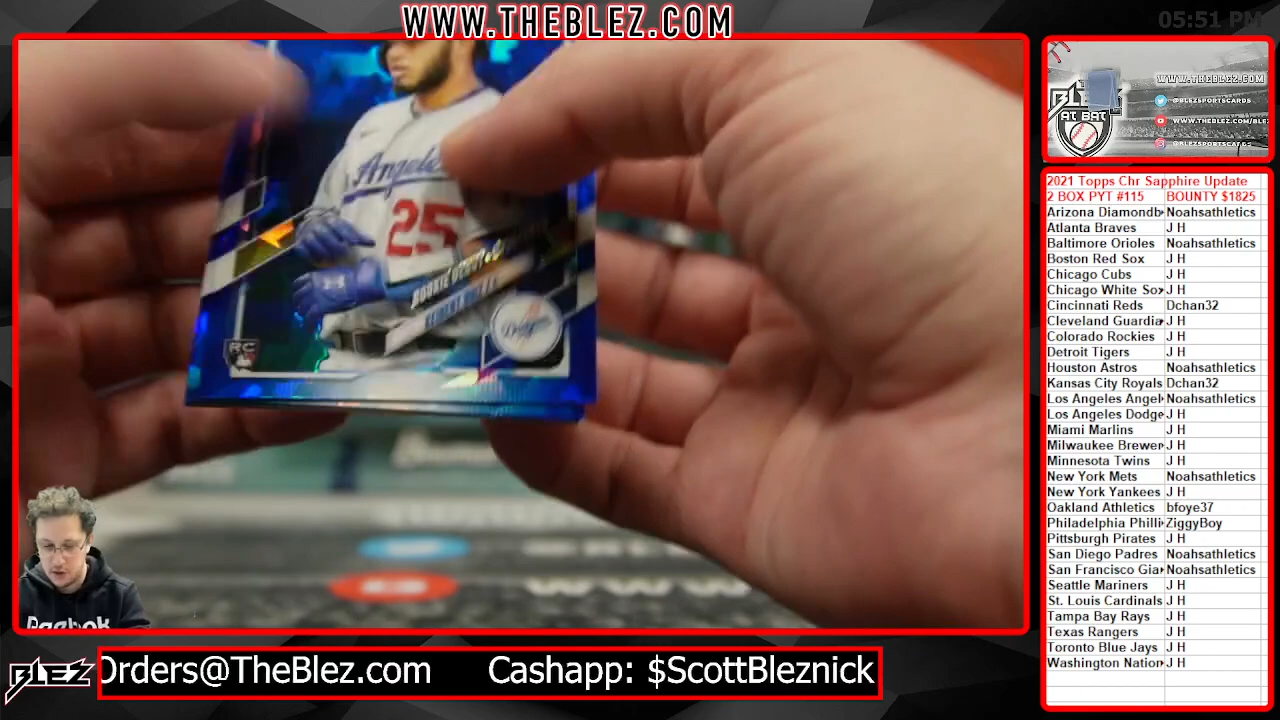 WWW.THEBLEZ.COM
05:51 PM
WWW.THEBLEZ.COM
@BLEZSPORTSCARDS
AT BAT
2021 Topps Chr Sapphire Update
2 BOX PYT #115 BOUNTY $1825
Arizona Diamondb Noahsathletics
Atlanta Braves J H
Baltimore Orioles Noahsathletics
Boston Red Sox J H
Chicago Cubs J H
Chicago White Sox J H
Cincinnati Reds Dchan32
Cleveland Guardia J H
Colorado Rockies J H
Detroit Tigers J H
Houston Astros Noahsathletics
Kansas City Royals Dchan32
Los Angeles Angel Noahsathletics
Los Angeles Dodge J H
Miami Marlins J H
Milwaukee Brewer J H
Minnesota Twins J H
New York Mets Noahsathletics
New York Yankees J H
Oakland Athletics bfoye37
Philadelphia Philli ZiggyBoy
Pittsburgh Pirates J H
San Diego Padres Noahsathletics
San Francisco Gia Noahsathletics
Seattle Mariners J H
St. Louis Cardinals J H
Tampa Bay Rays J H
Texas Rangers J H
Toronto Blue Jays J H
Washington Nation J H
Angeles
25
ROOKIE DEBUT
Dodgers
RC
Reebok
BLEZ
Orders@TheBlez.com Cashapp: $ScottBleznick